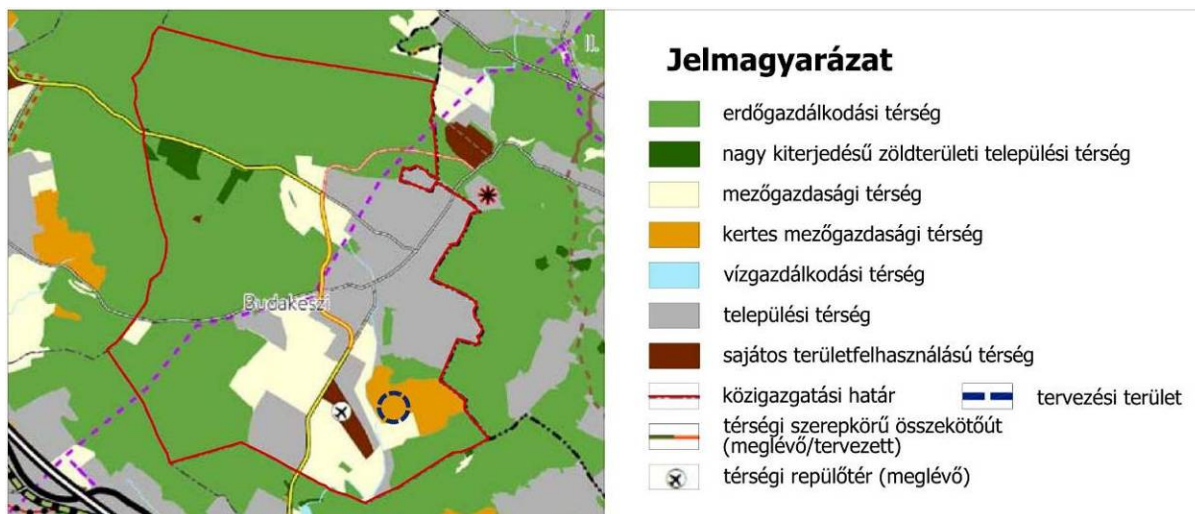 II.
Budakeszi
Jelmagyarázat
erdőgazdálkodási térség
nagy kiterjedésű zöldterületi települési térség
mezőgazdasági térség
kertes mezőgazdasági térség
vízgazdálkodási térség
települési térség
sajátos területfelhasználású térség
közigazgatási határ
tervezési terület
térségi szerepkörű összekötőút
(meglévő/tervezett)
térségi repülőtér (meglévő)